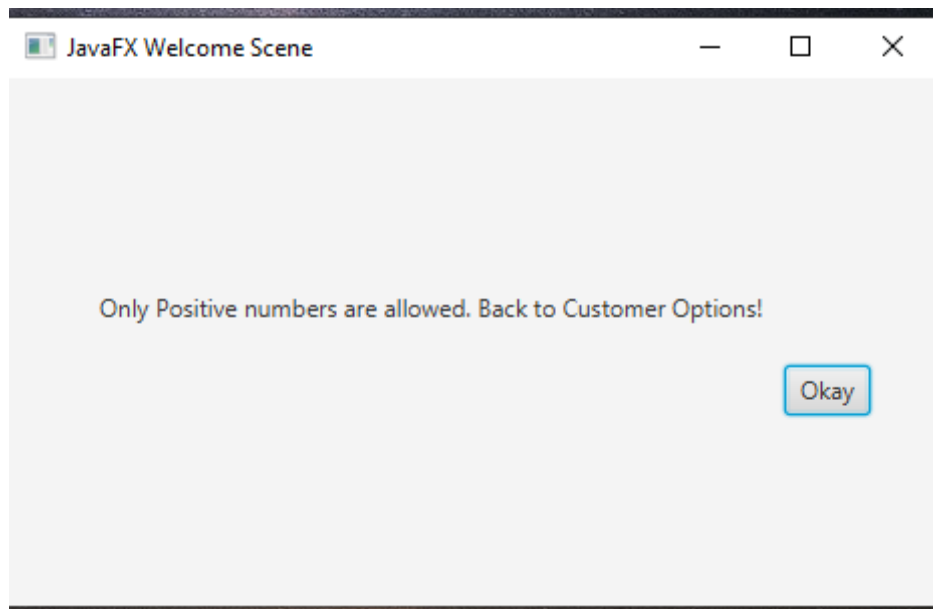 JavaFX Welcome Scene
Only Positive numbers are allowed. Back to Customer Options!
Okay